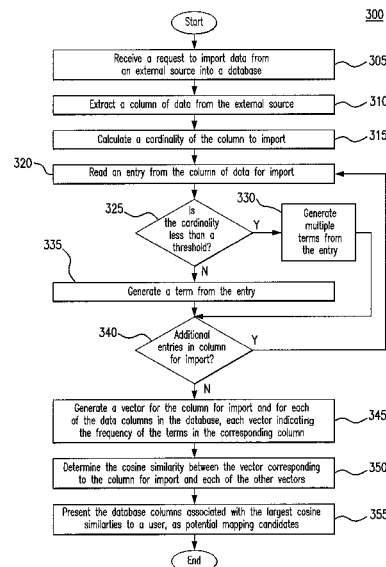 300
Start
Receive a request to import data from
an external source into a database
305
Extract a column of data from the external source
310
Calculate a cardinality of the column to import
315
320
Read an entry from the column of data for import
325
Is
the cardinality
less than a
threshold?
Y
330
Generate
multiple
terms from
the entry
N
335
Generate a term from the entry
340
Additional
entries in column
for import?
Y
N
Generate a vector for the column for import and for each
of the data columns in the database, each vector indicating
the frequency of the terms in the corresponding column
345
Determine the cosine similarity between the vector corresponding
to the column for import and each of the other vectors
350
Present the database columns associated with the largest cosine
similarities to a user, as potential mapping candidates
355
End